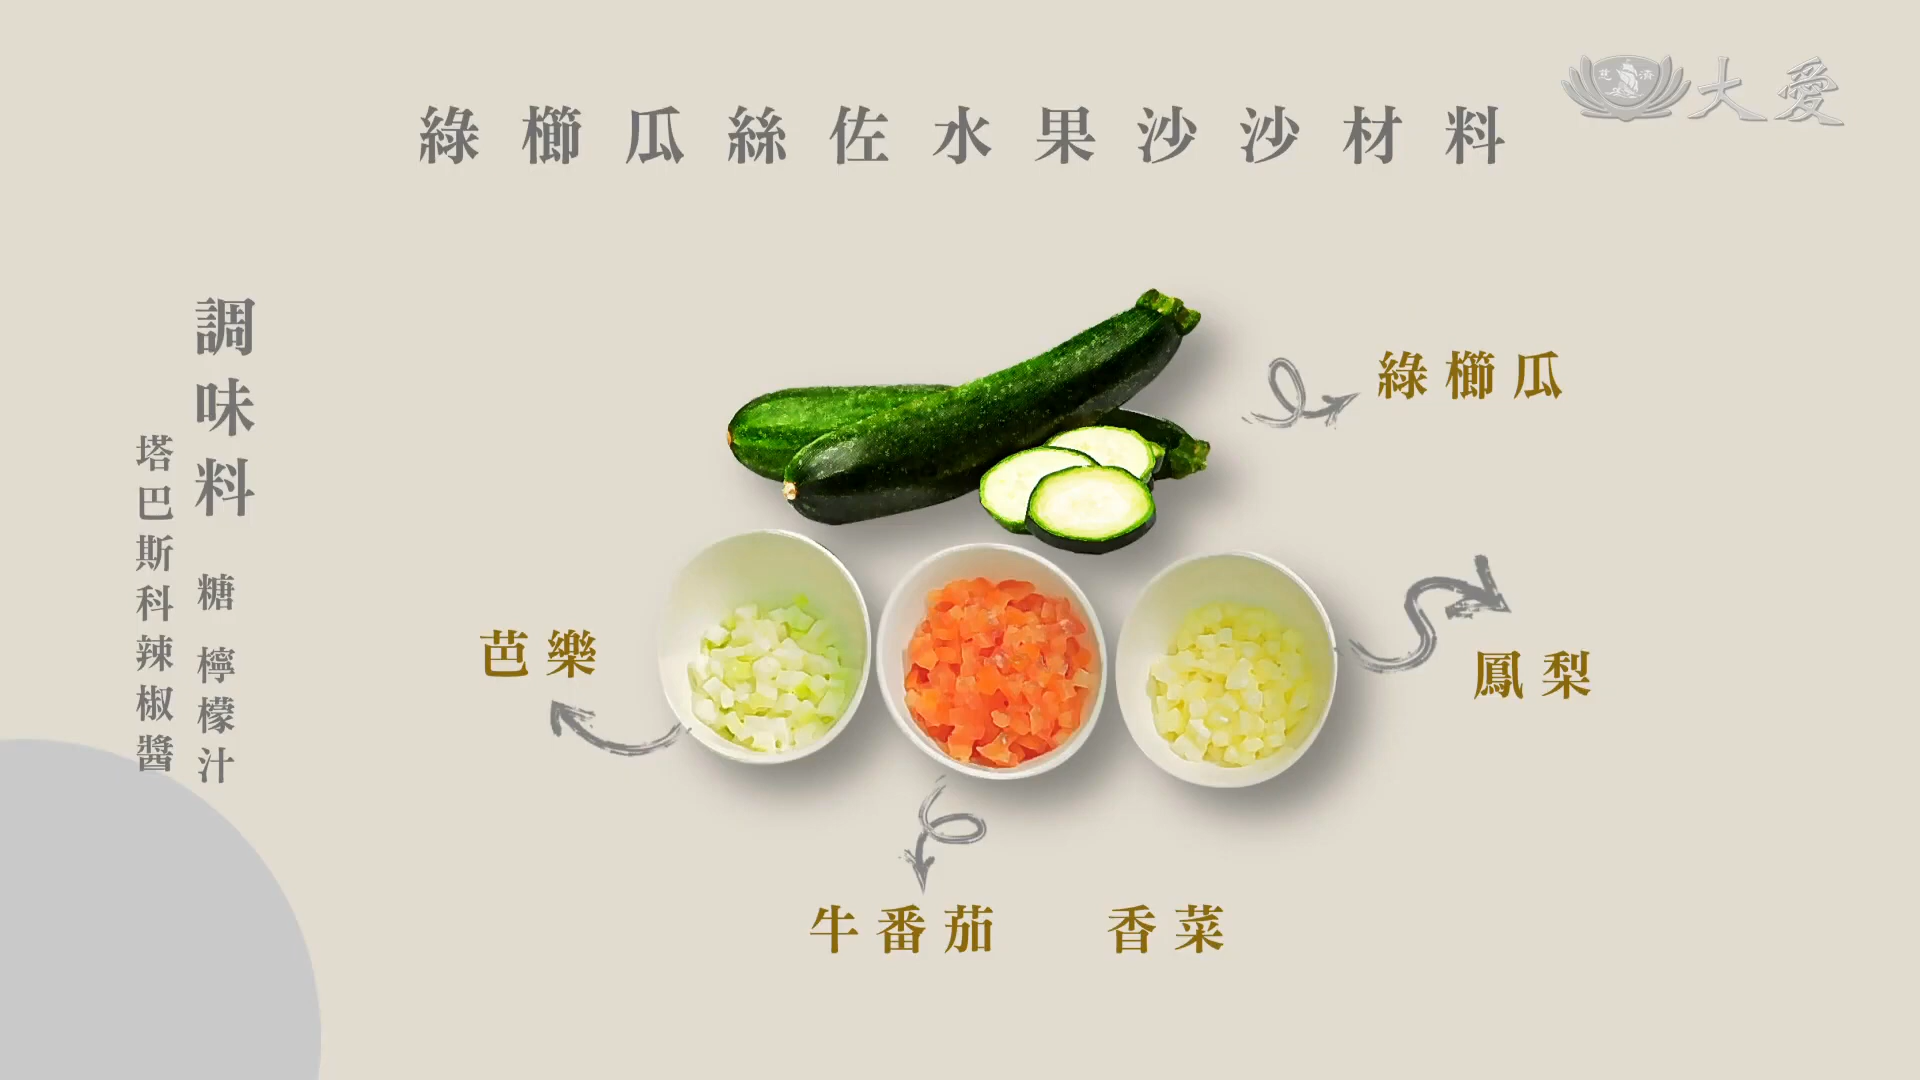 綠櫛瓜絲佐水果沙沙材料
慈濟
大愛
調味料 糖 檸檬汁
塔巴斯科辣椒醬
綠櫛瓜
芭樂
鳳梨
牛番茄 香菜